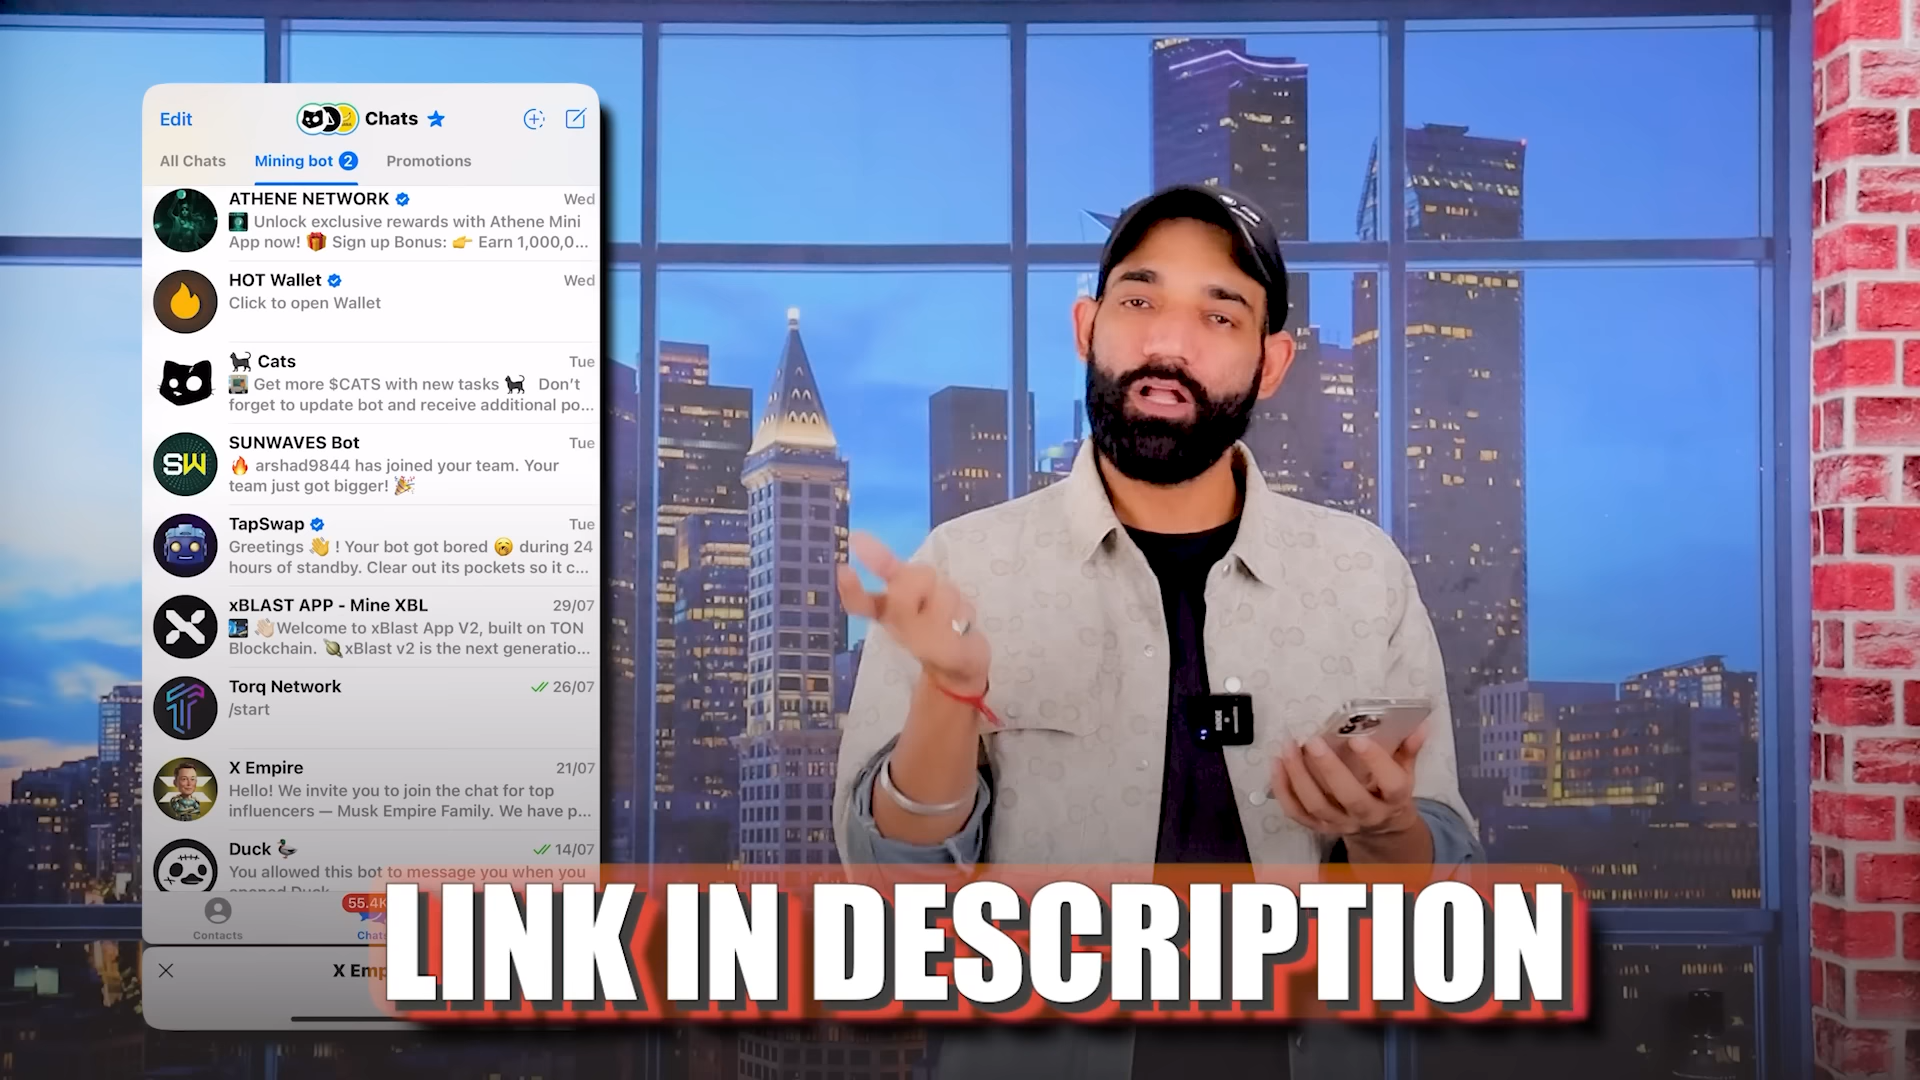 Edit
Chats
All Chats
Mining bot 2
Promotions
ATHENE NETWORK
Wed
Unlock exclusive rewards with Athene Mini
App now! 🎁 Sign up Bonus: 👉 Earn 1,000,0...
HOT Wallet
Wed
Click to open Wallet
🐈‍⬛ Cats
Tue
Get more $CATS with new tasks 🐈‍⬛ Don't
forget to update bot and receive additional po...
SW
SUNWAVES Bot
Tue
🔥 arshad9844 has joined your team. Your
team just got bigger! 🎉
TapSwap
Tue
Greetings 👋 ! Your bot got bored 🥱 during 24
hours of standby. Clear out its pockets so it c...
xBLAST APP - Mine XBL
29/07
👋🏻Welcome to xBlast App V2, built on TON
Blockchain. xBlast v2 is the next generatio...
Torq Network
26/07
/start
X Empire
21/07
Hello! We invite you to join the chat for top
influencers — Musk Empire Family. We have p...
Duck 🦆
14/07
You allowed this bot to message you when you
opened Duck
55.4K
Contacts
Chat
X Emp
LINK IN DESCRIPTION